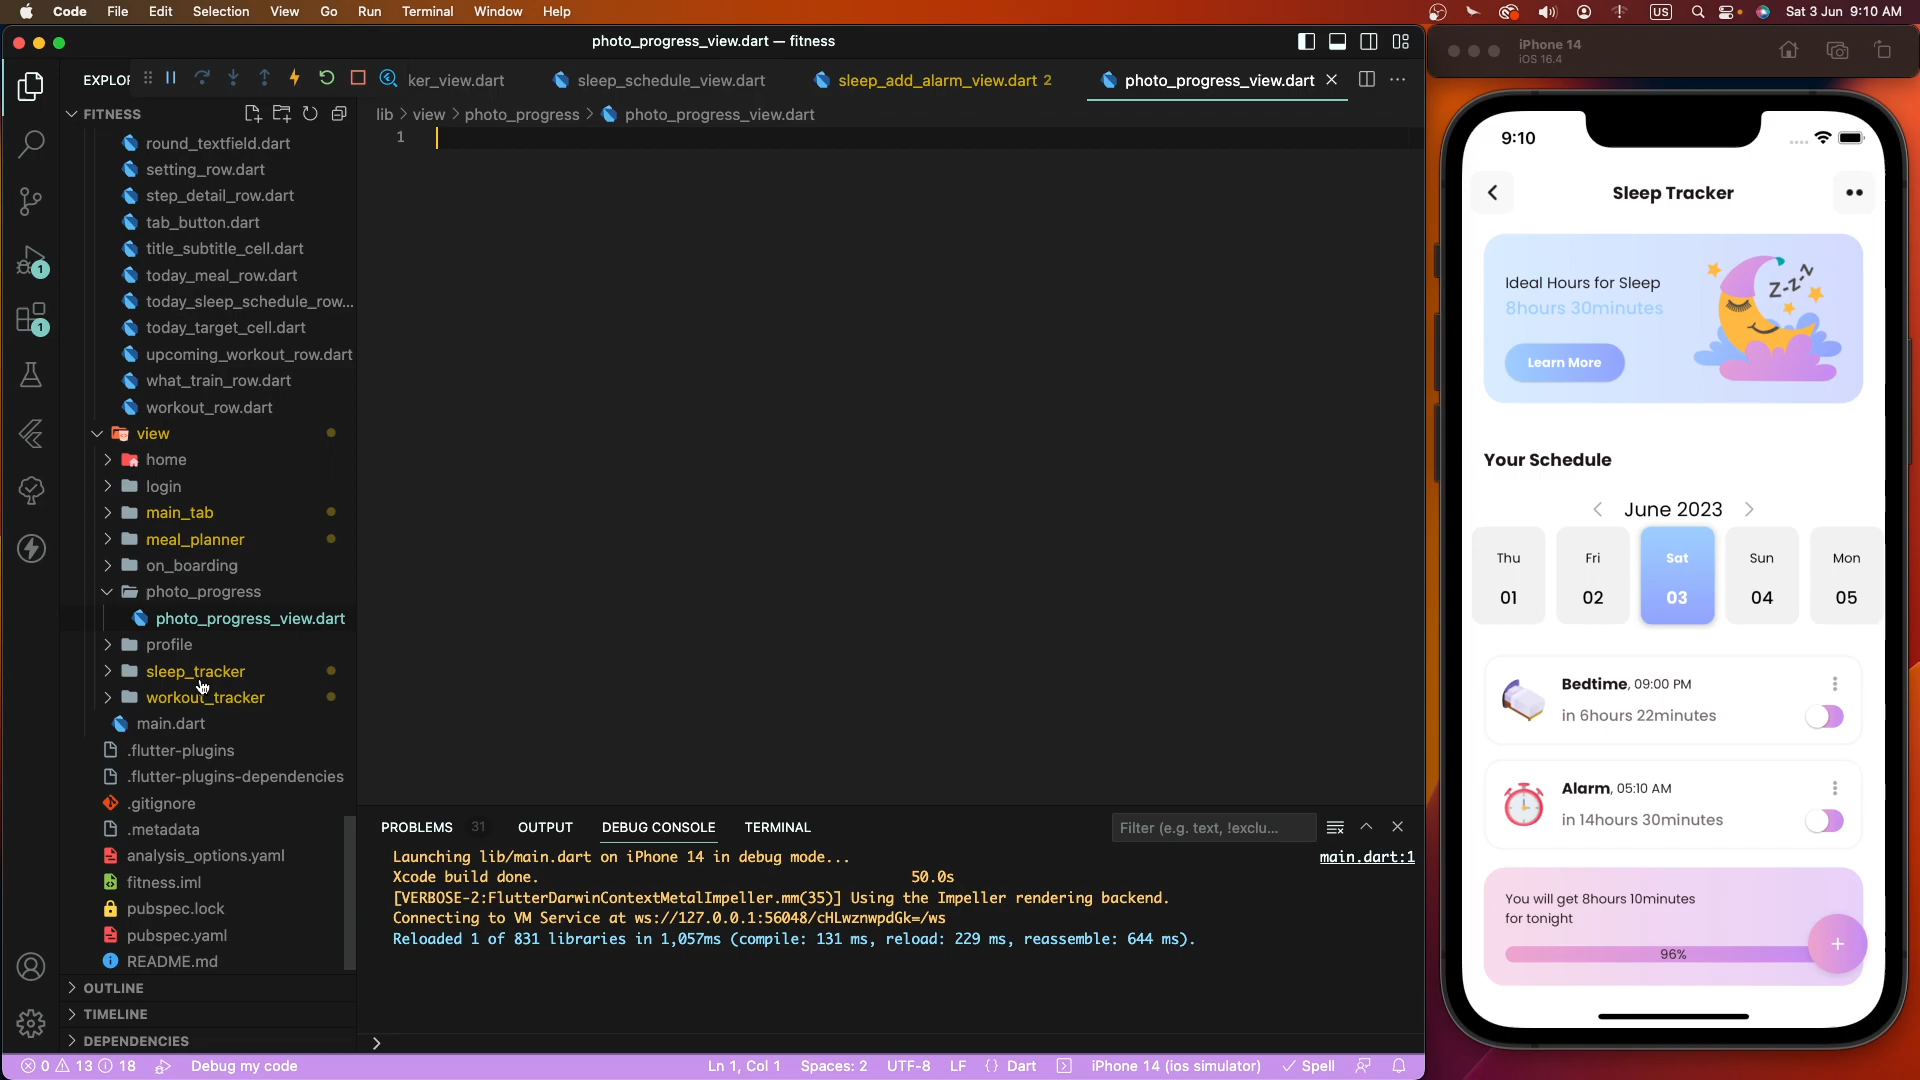 Code File Edit Selection View Go Run Terminal Window Help
US
Sat 3 Jun 9:10 AM
photo_progress_view.dart — fitness
EXPLOR
ker_view.dart
sleep_schedule_view.dart
sleep_add_alarm_view.dart 2
photo_progress_view.dart
FITNESS
lib > view > photo_progress > photo_progress_view.dart
1
round_textfield.dart
setting_row.dart
step_detail_row.dart
tab_button.dart
title_subtitle_cell.dart
today_meal_row.dart
today_sleep_schedule_row...
today_target_cell.dart
upcoming_workout_row.dart
what_train_row.dart
workout_row.dart
view
home
login
main_tab
meal_planner
on_boarding
photo_progress
photo_progress_view.dart
profile
sleep_tracker
workout_tracker
main.dart
.flutter-plugins
.flutter-plugins-dependencies
.gitignore
.metadata
analysis_options.yaml
fitness.iml
pubspec.lock
pubspec.yaml
README.md
OUTLINE
TIMELINE
DEPENDENCIES
1
1
PROBLEMS 31 OUTPUT DEBUG CONSOLE TERMINAL
Filter (e.g. text, !exclu...
Launching lib/main.dart on iPhone 14 in debug mode...
main.dart:1
Xcode build done. 50.0s
[VERBOSE-2:FlutterDarwinContextMetalImpeller.mm(35)] Using the Impeller rendering backend.
Connecting to VM Service at ws://127.0.0.1:56048/cHLwznwpdGk=/ws
Reloaded 1 of 831 libraries in 1,057ms (compile: 131 ms, reload: 229 ms, reassemble: 644 ms).
0 13 18 Debug my code
Ln 1, Col 1 Spaces: 2 UTF-8 LF {} Dart iPhone 14 (ios simulator) Spell
iPhone 14
iOS 16.4
9:10
Sleep Tracker
Ideal Hours for Sleep
8hours 30minutes
Learn More
Z-z-z
Your Schedule
June 2023
Thu Fri Sat Sun Mon
01 02 03 04 05
Bedtime, 09:00 PM
in 6hours 22minutes
Alarm, 05:10 AM
in 14hours 30minutes
You will get 8hours 10minutes
for tonight
96%
+